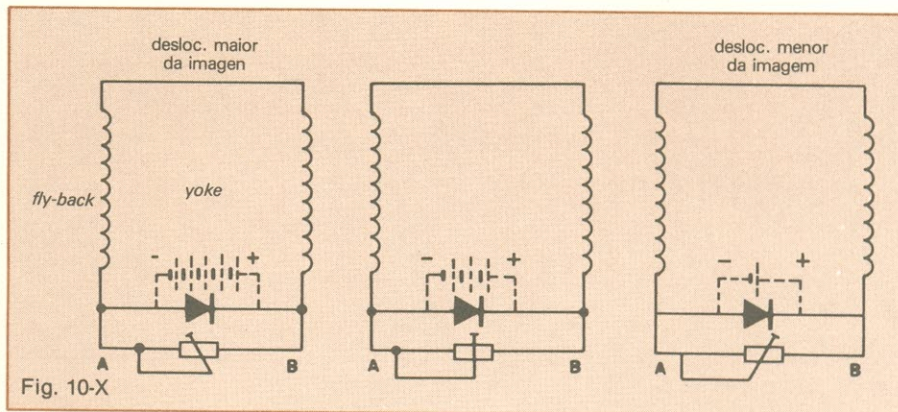 desloc. maior
da imagen
desloc. menor
da imagem
fly-back
yoke
- +
- +
- +
A B
A B
A B
Fig. 10-X